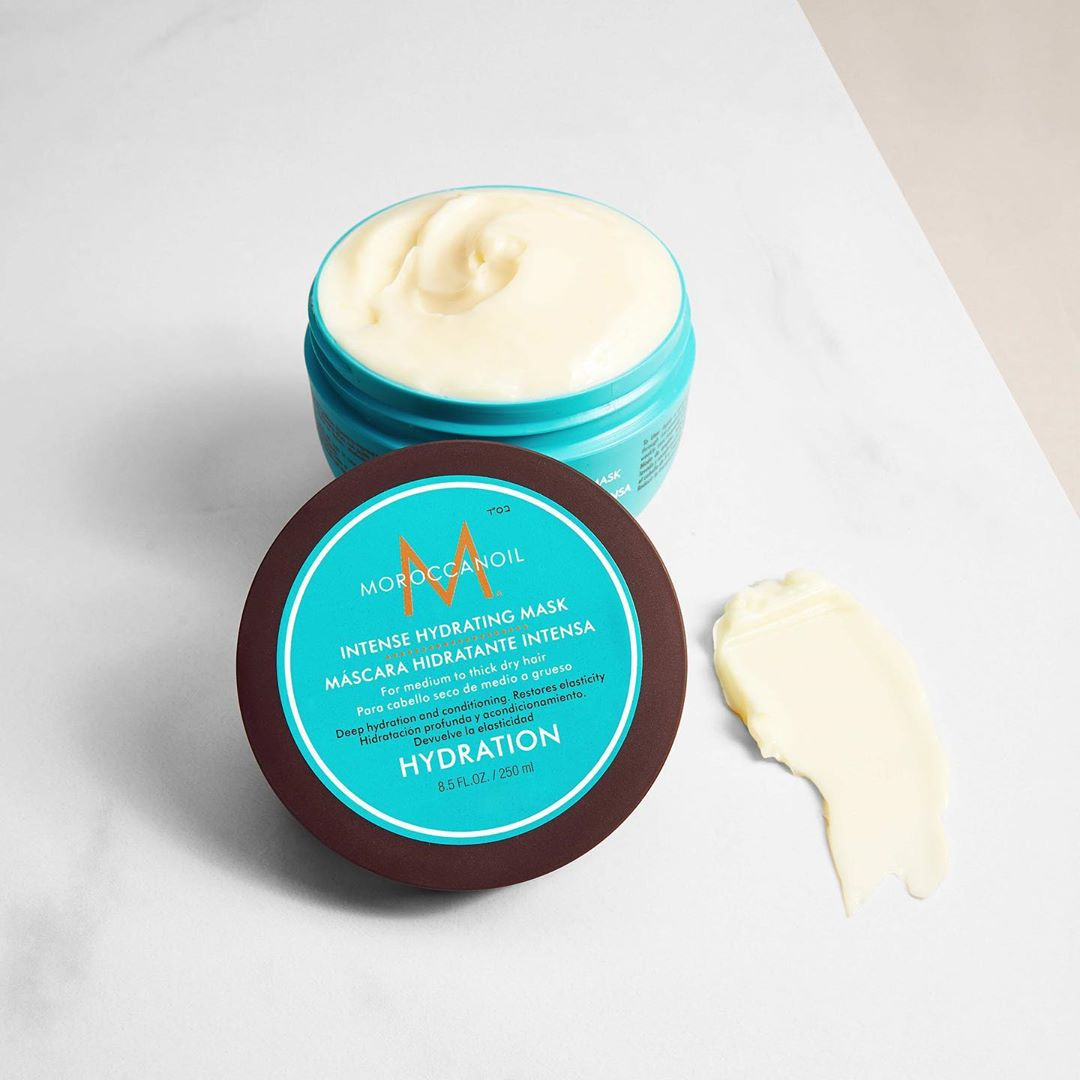 בס"ד
MOROCCANOIL
M
INTENSE HYDRATING MASK
MÁSCARA HIDRATANTE INTENSA
For medium to thick dry hair
Para cabello seco de medio a grueso
Deep hydration and conditioning. Restores elasticity
Hidratación profunda y acondicionamiento.
Devuelve la elasticidad
HYDRATION
8.5 FL.OZ. / 250 ml
MASK